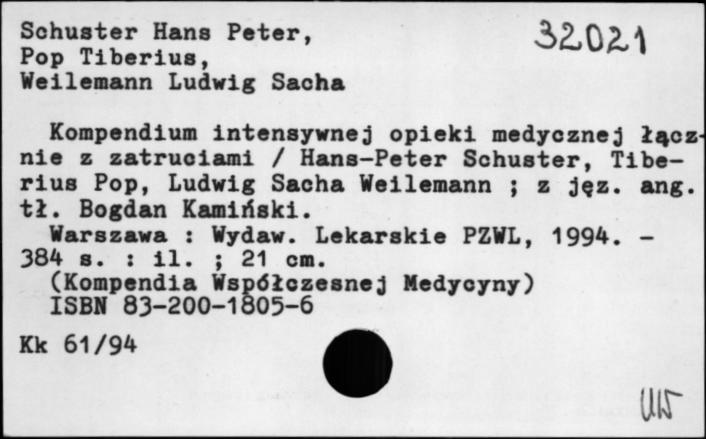 Schuster Hans Peter,
32021
Pop Tiberius,
Weilemann Ludwig Sacha
Kompendium intensywnej opieki medycznej łącz-
nie z zatruciami / Hans-Peter Schuster, Tibe-
rius Pop, Ludwig Sacha Weilemann ; z jęz. ang.
tł. Bogdan Kamiński.
Warszawa : Wydaw. Lekarskie PZWL, 1994. -
384 s. : il. ; 21 cm.
(Kompendia Współczesnej Medycyny)
ISBN 83-200-1805-6
Kk 61/94